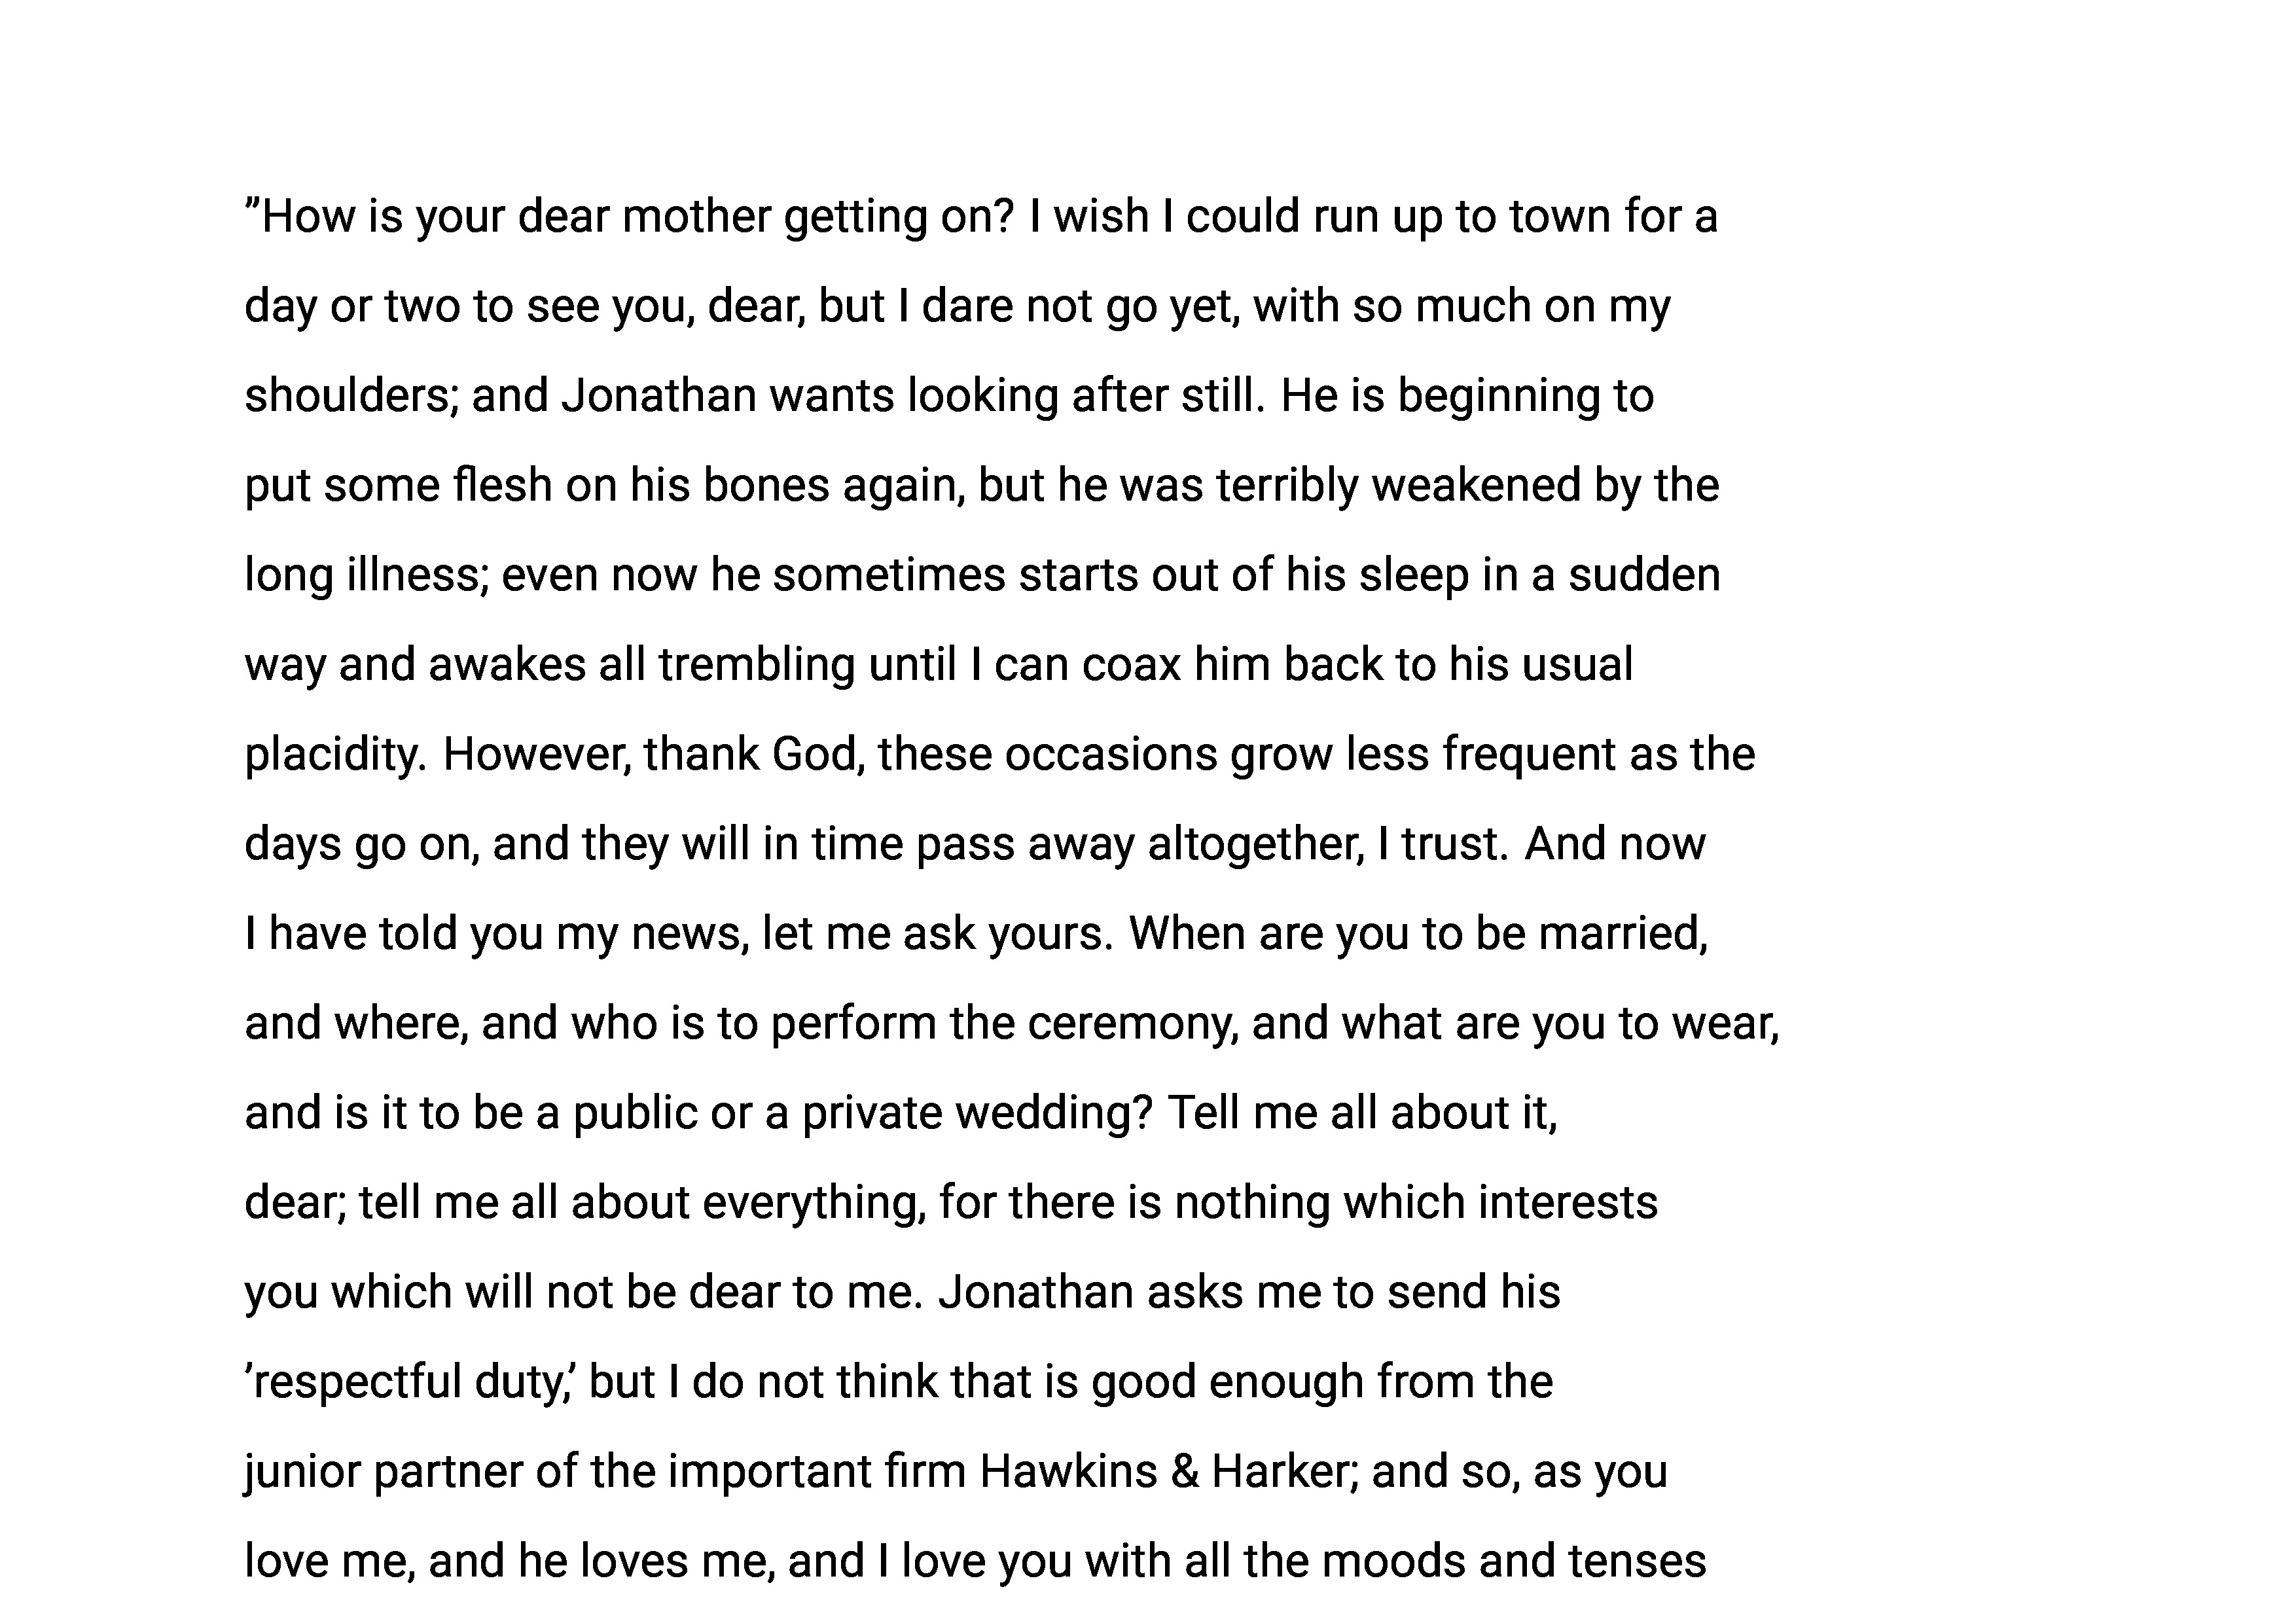 ”How is your dear mother getting on? I wish I could run up to town for a
day or two to see you, dear, but I dare not go yet, with so much on my
shoulders; and Jonathan wants looking after still. He is beginning to
put some flesh on his bones again, but he was terribly weakened by the
long illness; even now he sometimes starts out of his sleep in a sudden
way and awakes all trembling until I can coax him back to his usual
placidity. However, thank God, these occasions grow less frequent as the
days go on, and they will in time pass away altogether, I trust. And now
I have told you my news, let me ask yours. When are you to be married,
and where, and who is to perform the ceremony, and what are you to wear,
and is it to be a public or a private wedding? Tell me all about it,
dear; tell me all about everything, for there is nothing which interests
you which will not be dear to me. Jonathan asks me to send his
’respectful duty,’ but I do not think that is good enough from the
junior partner of the important firm Hawkins & Harker; and so, as you
love me, and he loves me, and I love you with all the moods and tenses